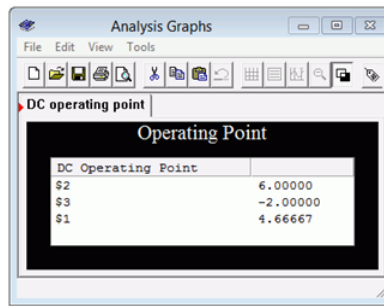 Analysis Graphs
File Edit View Tools
DC operating point
Operating Point
DC Operating Point
$2 6.00000
$3 -2.00000
$1 4.66667